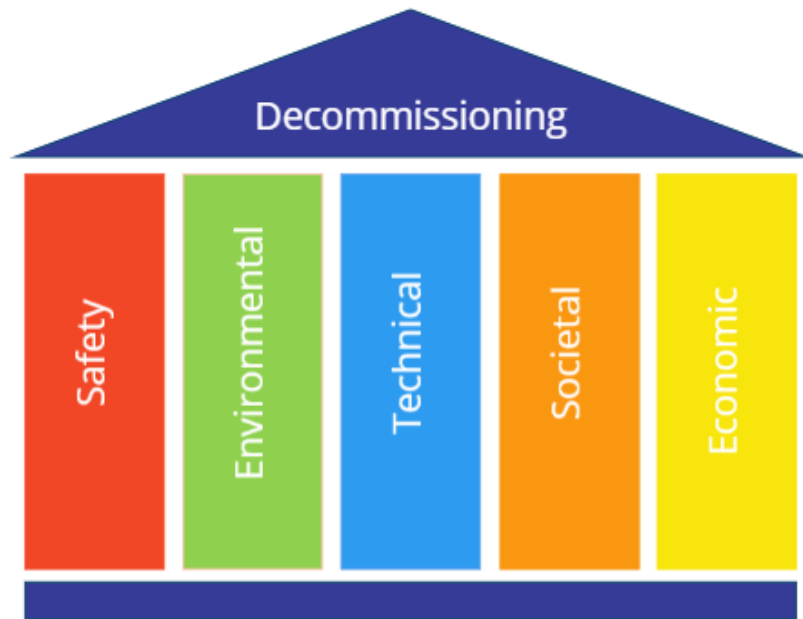 Decommissioning
Safety
Environmental
Technical
Societal
Economic